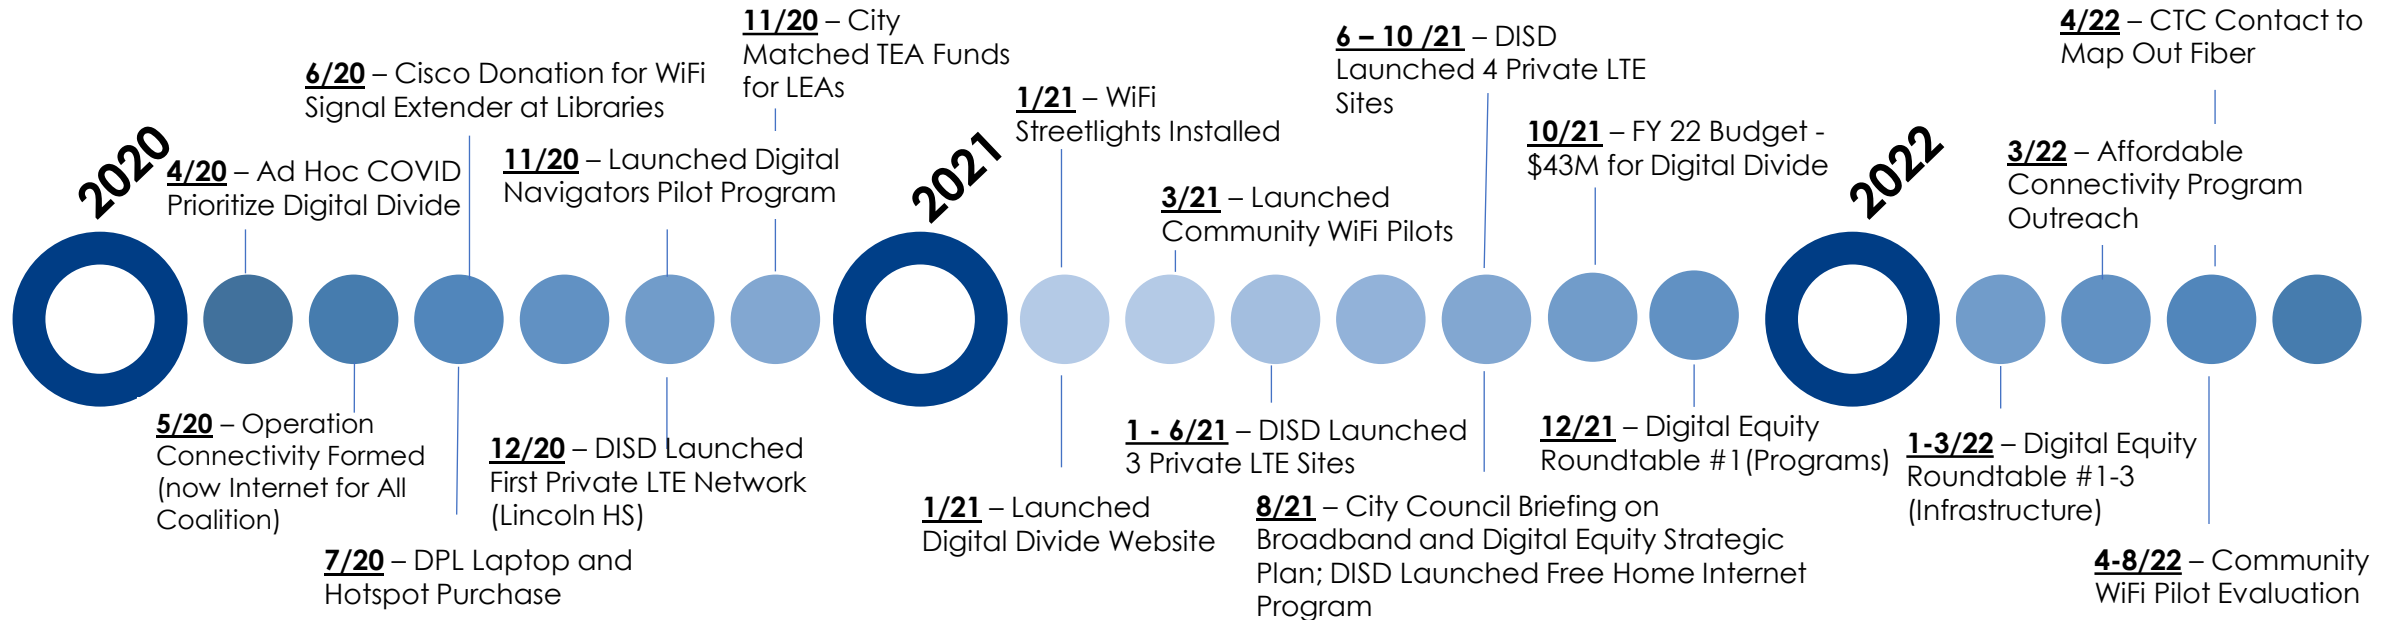 2020
4/20 – Ad Hoc COVID
Prioritize Digital Divide
5/20 – Operation
Connectivity Formed
(now Internet for All
Coalition)
6/20 – Cisco Donation for WiFi
Signal Extender at Libraries
7/20 – DPL Laptop and
Hotspot Purchase
11/20 – Launched Digital
Navigators Pilot Program
12/20 – DISD Launched
First Private LTE Network
(Lincoln HS)
11/20 – City
Matched TEA Funds
for LEAs
2021
1/21 – WiFi
Streetlights Installed
1/21 – Launched
Digital Divide Website
3/21 – Launched
Community WiFi Pilots
1 - 6/21 – DISD Launched
3 Private LTE Sites
6 – 10 /21 – DISD
Launched 4 Private LTE
Sites
8/21 – City Council Briefing on
Broadband and Digital Equity Strategic
Plan; DISD Launched Free Home Internet
Program
10/21 – FY 22 Budget -
$43M for Digital Divide
12/21 – Digital Equity
Roundtable #1(Programs)
2022
1-3/22 – Digital Equity
Roundtable #1-3
(Infrastructure)
3/22 – Affordable
Connectivity Program
Outreach
4/22 – CTC Contact to
Map Out Fiber
4-8/22 – Community
WiFi Pilot Evaluation